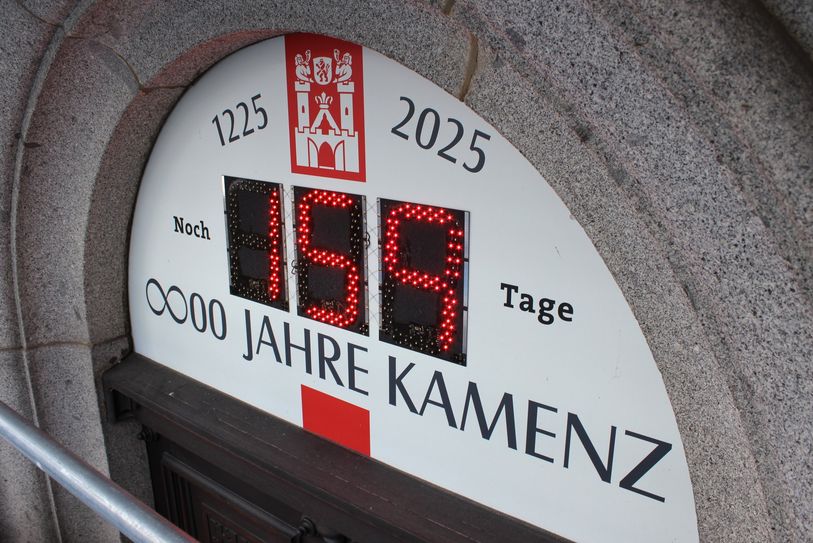 1225 2025
Noch 159 Tage
∞00 JAHRE KAMENZ